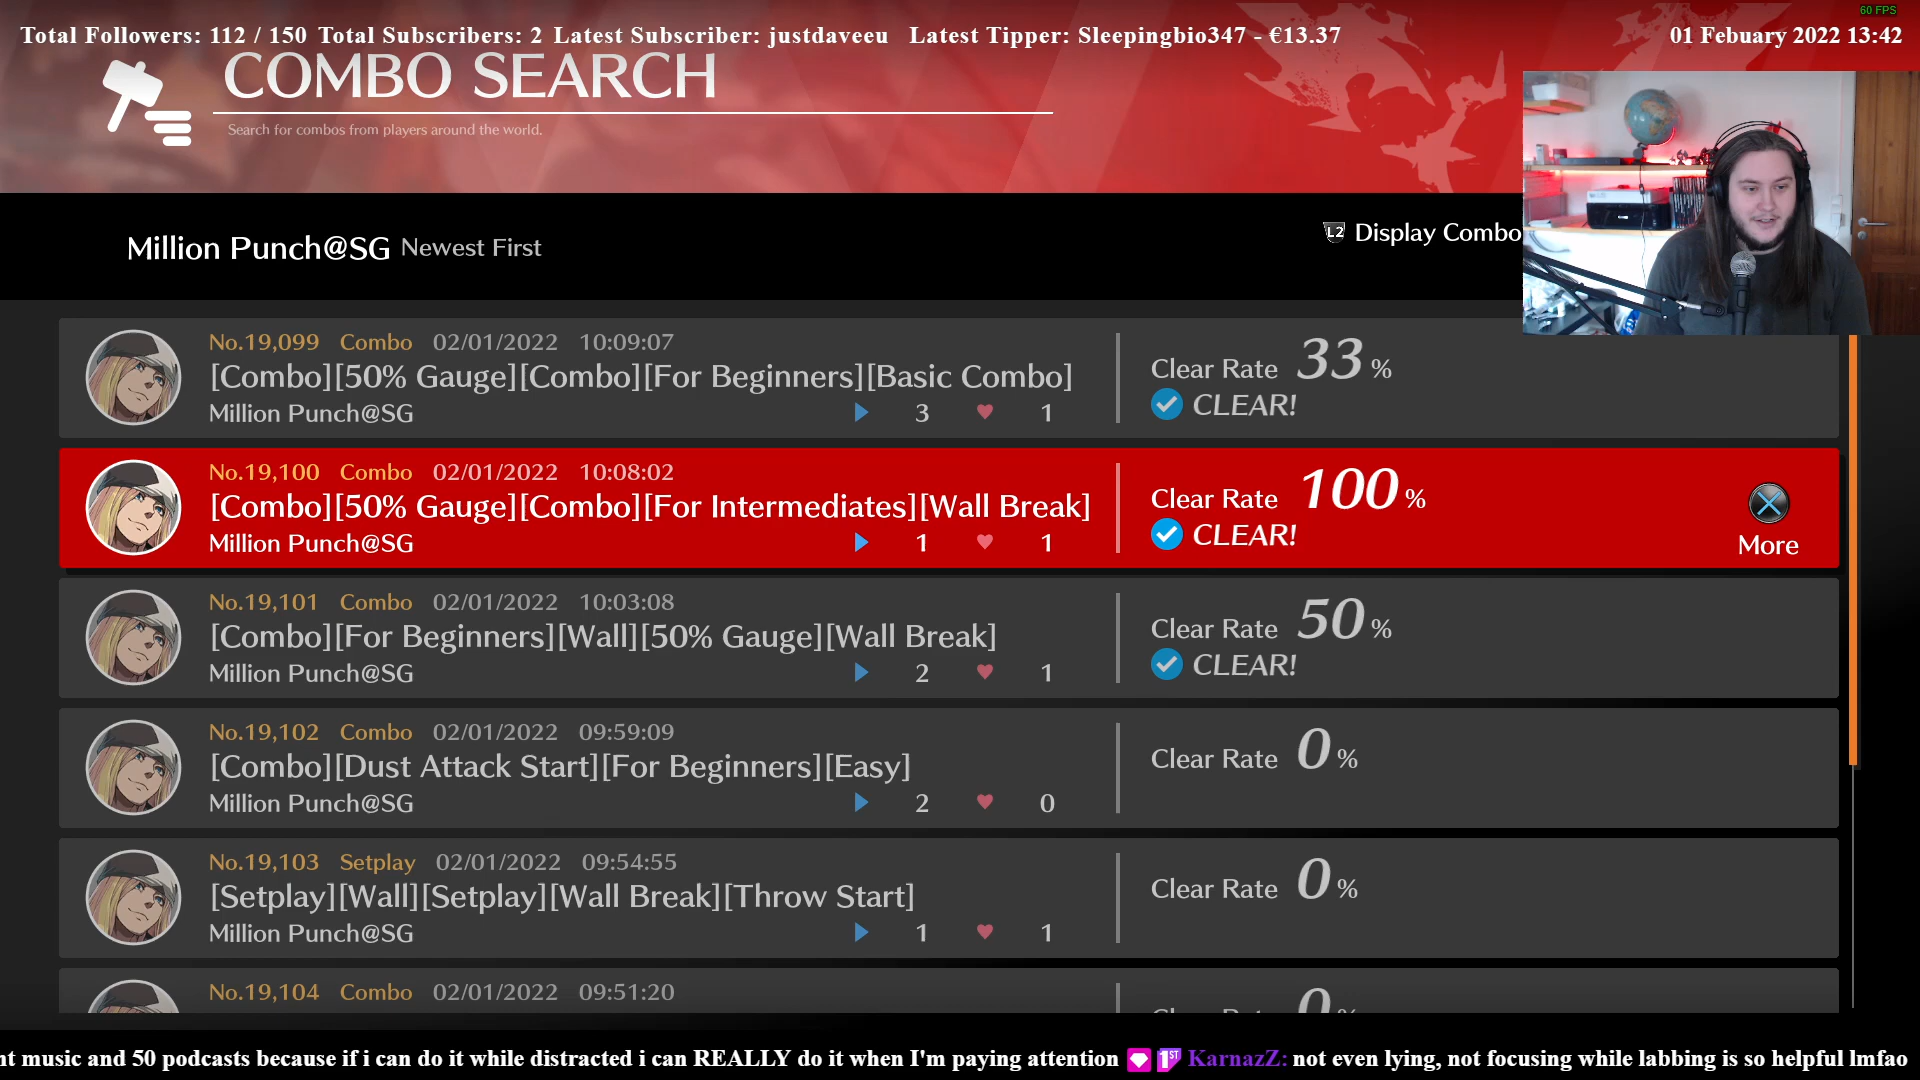 60 FPS
Total Followers: 112 / 150 Total Subscribers: 2 Latest Subscriber: justdaveeu Latest Tipper: Sleepingbio347 - €13.37
01 Febuary 2022 13:42
COMBO SEARCH
Search for combos from players around the world.
Million Punch@SG Newest First
L2 Display Combo
No.19,099 Combo 02/01/2022 10:09:07
[Combo][50% Gauge][Combo][For Beginners][Basic Combo]
Million Punch@SG 3 1
Clear Rate 33 %
CLEAR!
No.19,100 Combo 02/01/2022 10:08:02
[Combo][50% Gauge][Combo][For Intermediates][Wall Break]
Million Punch@SG 1 1
Clear Rate 100 %
CLEAR!
More
No.19,101 Combo 02/01/2022 10:03:08
[Combo][For Beginners][Wall][50% Gauge][Wall Break]
Million Punch@SG 2 1
Clear Rate 50 %
CLEAR!
No.19,102 Combo 02/01/2022 09:59:09
[Combo][Dust Attack Start][For Beginners][Easy]
Million Punch@SG 2 0
Clear Rate 0 %
No.19,103 Setplay 02/01/2022 09:54:55
[Setplay][Wall][Setplay][Wall Break][Throw Start]
Million Punch@SG 1 1
Clear Rate 0 %
No.19,104 Combo 02/01/2022 09:51:20
nt music and 50 podcasts because if i can do it while distracted i can REALLY do it when I'm paying attention 1ST KarnazZ: not even lying, not focusing while labbing is so helpful lmfao